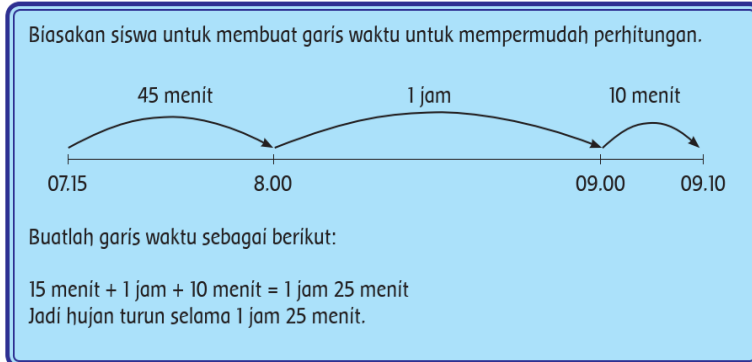 Biasakan siswa untuk membuat garis waktu untuk mempermudah perhitungan.
45 menit 1 jam 10 menit
07.15 8.00 09.00 09.10
Buatlah garis waktu sebagai berikut:
15 menit + 1 jam + 10 menit = 1 jam 25 menit
Jadi hujan turun selama 1 jam 25 menit.